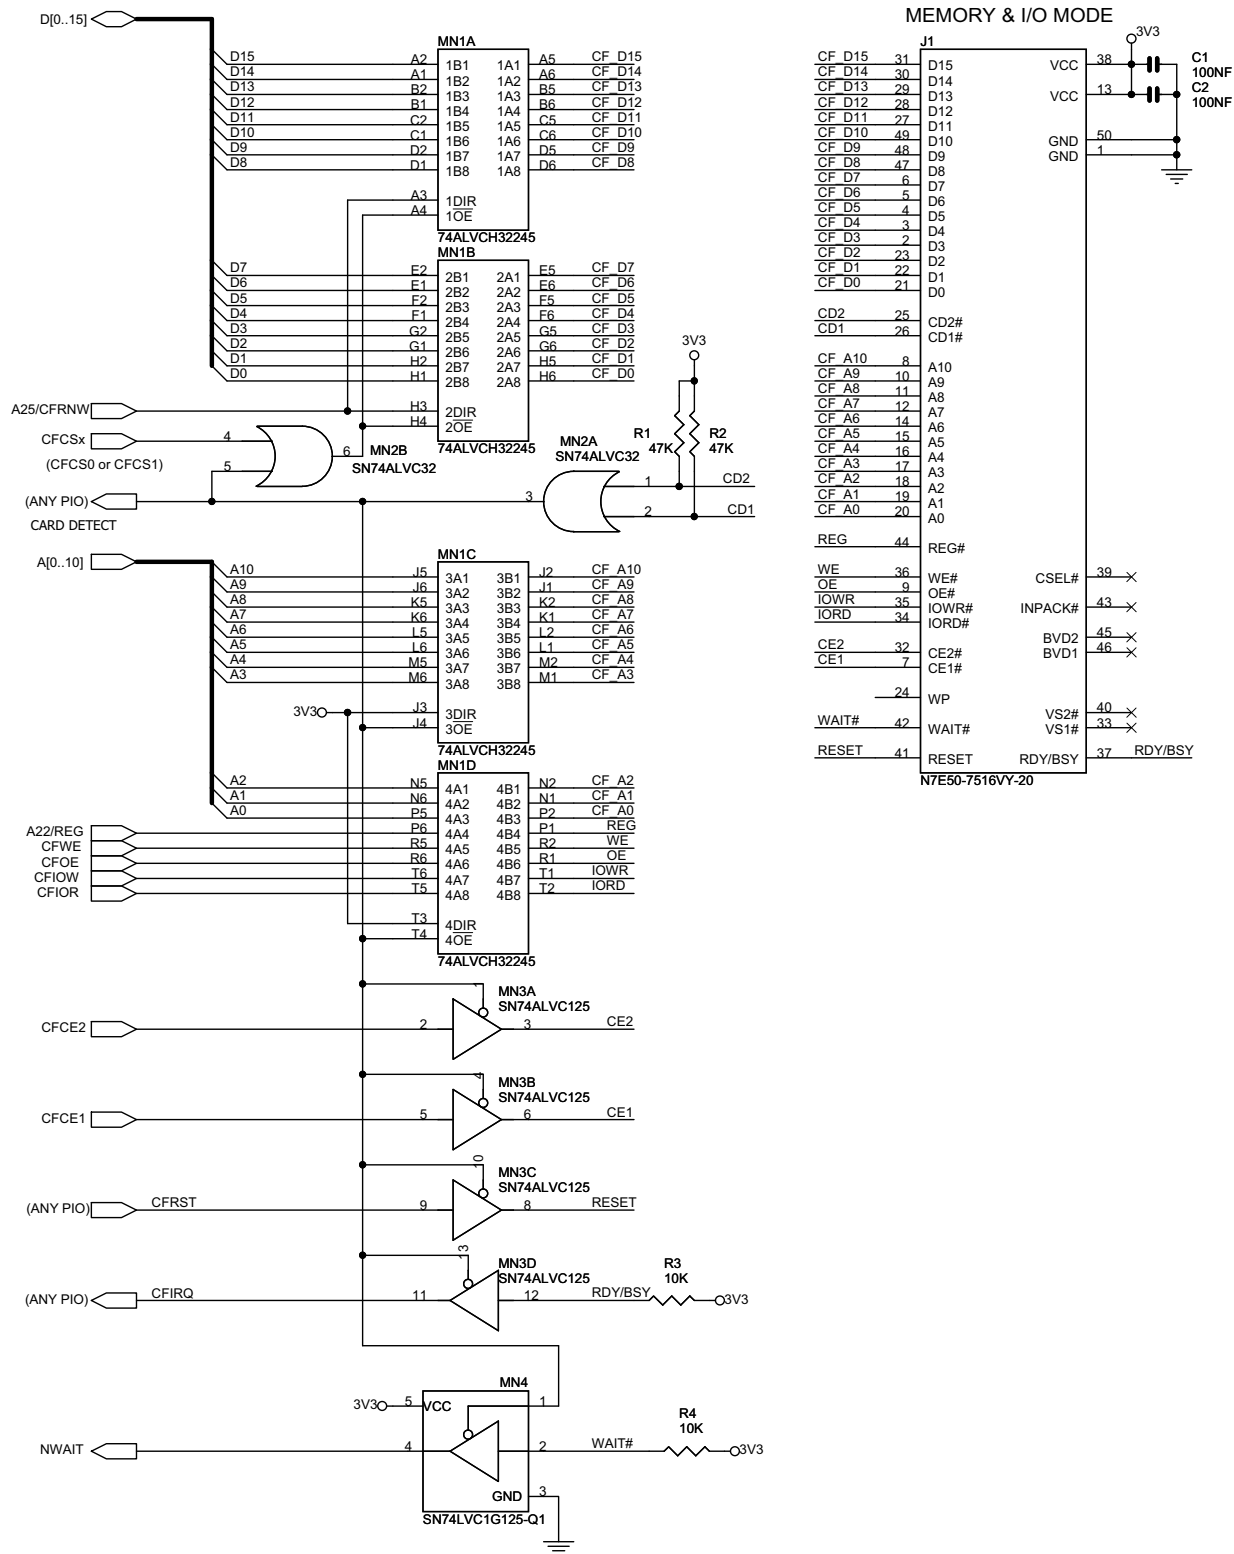 MEMORY & I/O MODE
D[0..15]
MN1A
D15 A2 1B1 1A1 A5 CF_D15
D14 A1 1B2 1A2 A6 CF_D14
D13 B2 1B3 1A3 B5 CF_D13
D12 B1 1B4 1A4 B6 CF_D12
D11 C2 1B5 1A5 C5 CF_D11
D10 C1 1B6 1A6 C6 CF_D10
D9 D2 1B7 1A7 D5 CF_D9
D8 D1 1B8 1A8 D6 CF_D8
A3 1DIR
A4 1OE
74ALVCH32245
MN1B
D7 E2 2B1 2A1 E5 CF_D7
D6 E1 2B2 2A2 E6 CF_D6
D5 F2 2B3 2A3 F5 CF_D5
D4 F1 2B4 2A4 F6 CF_D4
D3 G2 2B5 2A5 G5 CF_D3
D2 G1 2B6 2A6 G6 CF_D2
D1 H2 2B7 2A7 H5 CF_D1
D0 H1 2B8 2A8 H6 CF_D0
A25/CFRNW H3 2DIR
H4 2OE
74ALVCH32245
CFCSx 4
(CFCS0 or CFCS1) 5
6 MN2B
SN74ALVC32
3V3
R1
47K
R2
47K
MN2A
SN74ALVC32
(ANY PIO) 3 1 CD2
2 CD1
CARD DETECT
A[0..10]
MN1C
A10 J5 3A1 3B1 J2 CF_A10
A9 J6 3A2 3B2 J1 CF_A9
A8 K5 3A3 3B3 K2 CF_A8
A7 K6 3A4 3B4 K1 CF_A7
A6 L5 3A5 3B5 L2 CF_A6
A5 L6 3A6 3B6 L1 CF_A5
A4 M5 3A7 3B7 M2 CF_A4
A3 M6 3A8 3B8 M1 CF_A3
3V3 J3 3DIR
J4 3OE
74ALVCH32245
MN1D
A2 N5 4A1 4B1 N2 CF_A2
A1 N6 4A2 4B2 N1 CF_A1
A0 P5 4A3 4B3 P2 CF_A0
A22/REG P6 4A4 4B4 P1 REG
CFWE R5 4A5 4B5 R2 WE
CFOE R6 4A6 4B6 R1 OE
CFIOW T6 4A7 4B7 T1 IOWR
CFIOR T5 4A8 4B8 T2 IORD
T3 4DIR
T4 4OE
74ALVCH32245
1 MN3A
SN74ALVC125
CFCE2 2 3 CE2
4 MN3B
SN74ALVC125
CFCE1 5 6 CE1
10 MN3C
SN74ALVC125
(ANY PIO) CFRST 9 8 RESET
13 MN3D
SN74ALVC125
R3
10K
(ANY PIO) CFIRQ 11 12 RDY/BSY 3V3
MN4
3V3 5 VCC 1
R4
10K
NWAIT 4 2 WAIT# 3V3
GND 3
SN74LVC1G125-Q1
J1
3V3
CF_D15 31 D15 VCC 38
C1
100NF
CF_D14 30 D14
CF_D13 29 D13 VCC 13
C2
100NF
CF_D12 28 D12
CF_D11 27 D11
CF_D10 49 D10 GND 50
CF_D9 48 D9 GND 1
CF_D8 47 D8
CF_D7 6 D7
CF_D6 5 D6
CF_D5 4 D5
CF_D4 3 D4
CF_D3 2 D3
CF_D2 23 D2
CF_D1 22 D1
CF_D0 21 D0
CD2 25 CD2#
CD1 26 CD1#
CF_A10 8 A10
CF_A9 10 A9
CF_A8 11 A8
CF_A7 12 A7
CF_A6 14 A6
CF_A5 15 A5
CF_A4 16 A4
CF_A3 17 A3
CF_A2 18 A2
CF_A1 19 A1
CF_A0 20 A0
REG 44 REG#
WE 36 WE# CSEL# 39
OE 9 OE#
IOWR 35 IOWR# INPACK# 43
IORD 34 IORD#
BVD2 45
CE2 32 CE2# BVD1 46
CE1 7 CE1#
24 WP
VS2# 40
WAIT# 42 WAIT# VS1# 33
RESET 41 RESET RDY/BSY 37 RDY/BSY
N7E50-7516VY-20